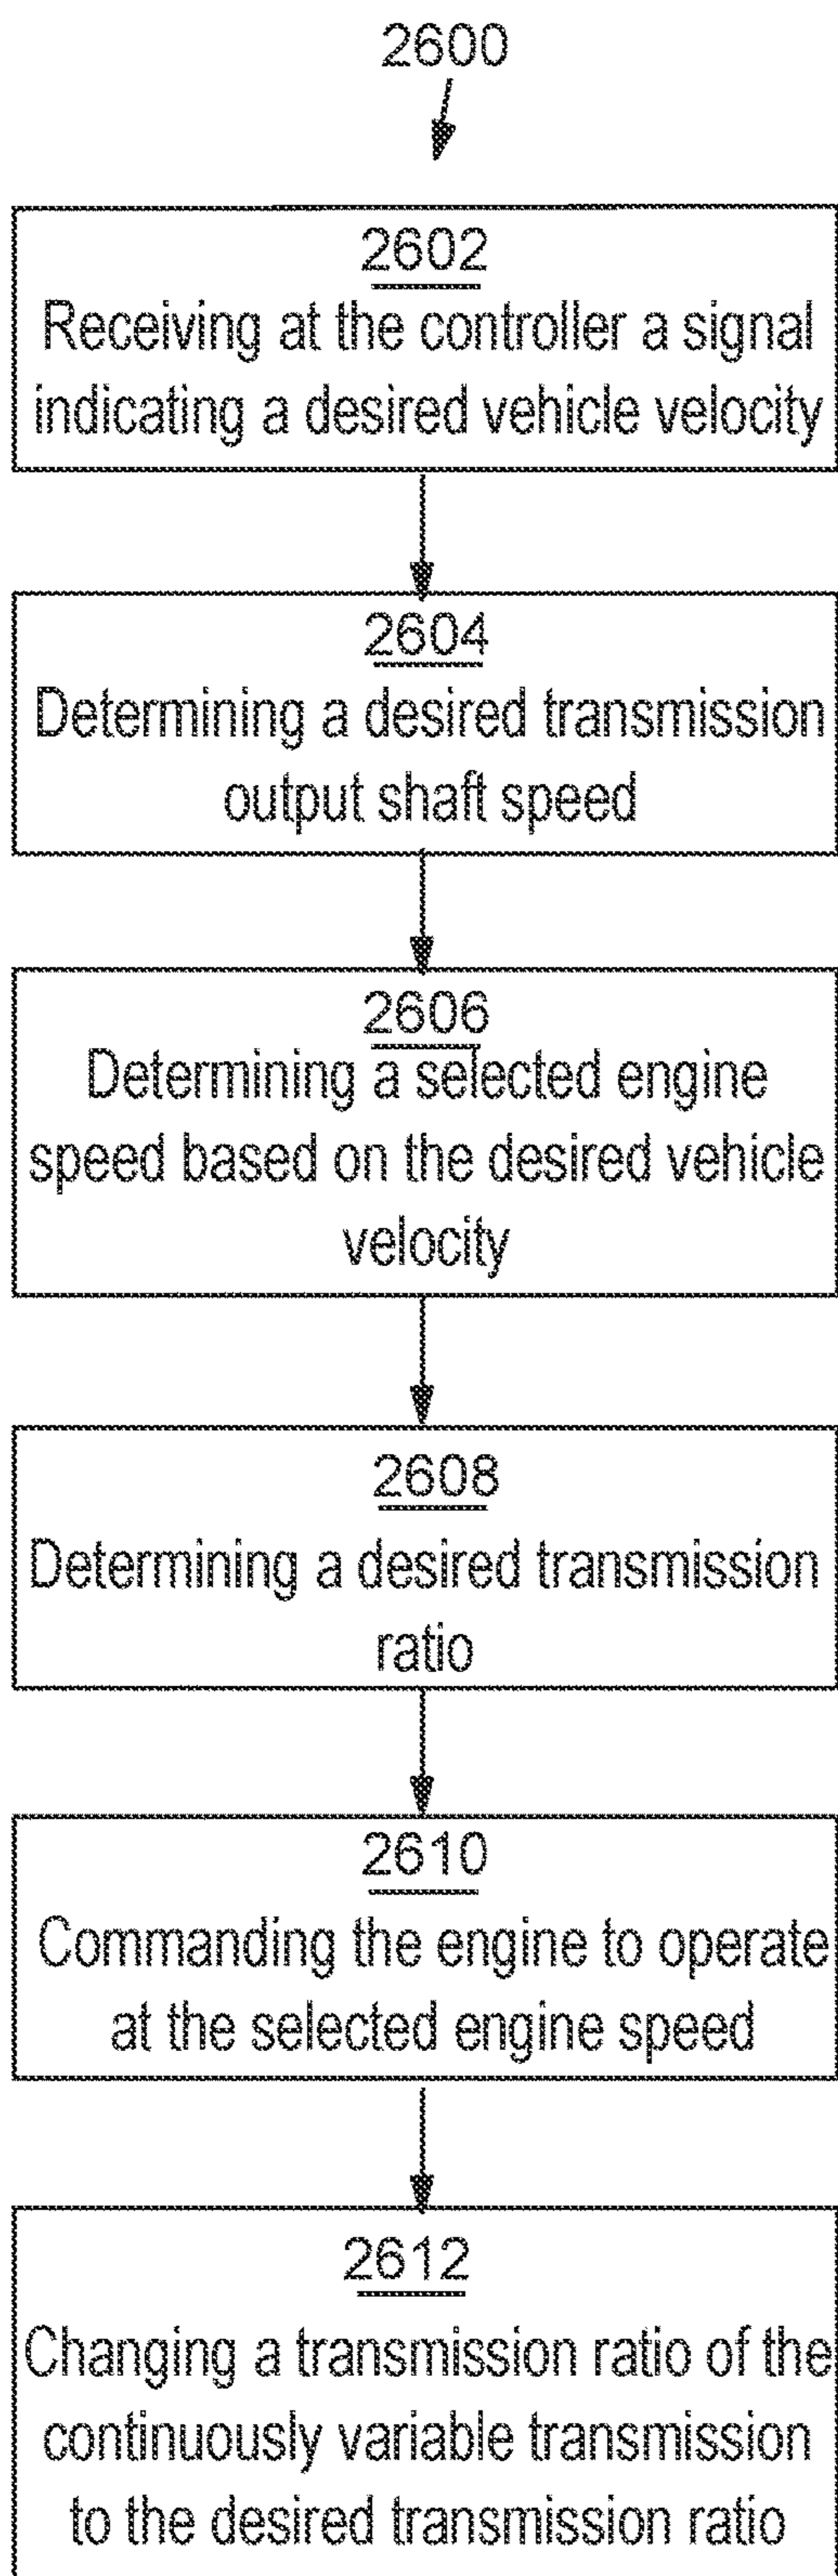 2600
2602
Receiving at the controller a signal
indicating a desired vehicle velocity
2604
Determining a desired transmission
output shaft speed
2606
Determining a selected engine
speed based on the desired vehicle
velocity
2608
Determining a desired transmission
ratio
2610
Commanding the engine to operate
at the selected engine speed
2612
Changing a transmission ratio of the
continuously variable transmission
to the desired transmission ratio